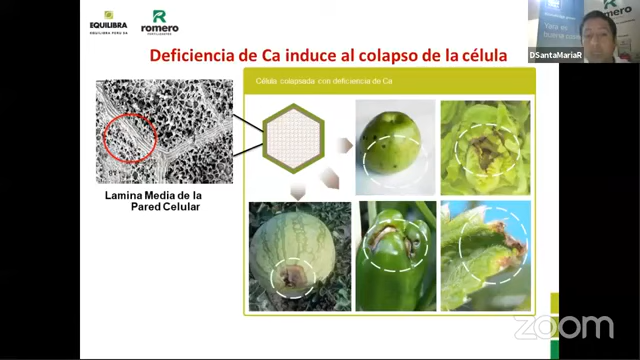 EQUILIBRA
EQUILIBRA PERU SA
romero
FERTILIZANTES
romero
Deficiencia de Ca induce al colapso de la célula
DSantaMariaR
Célula colapsada con deficiencia de Ca
Lamina Media de la
Pared Celular
zoom